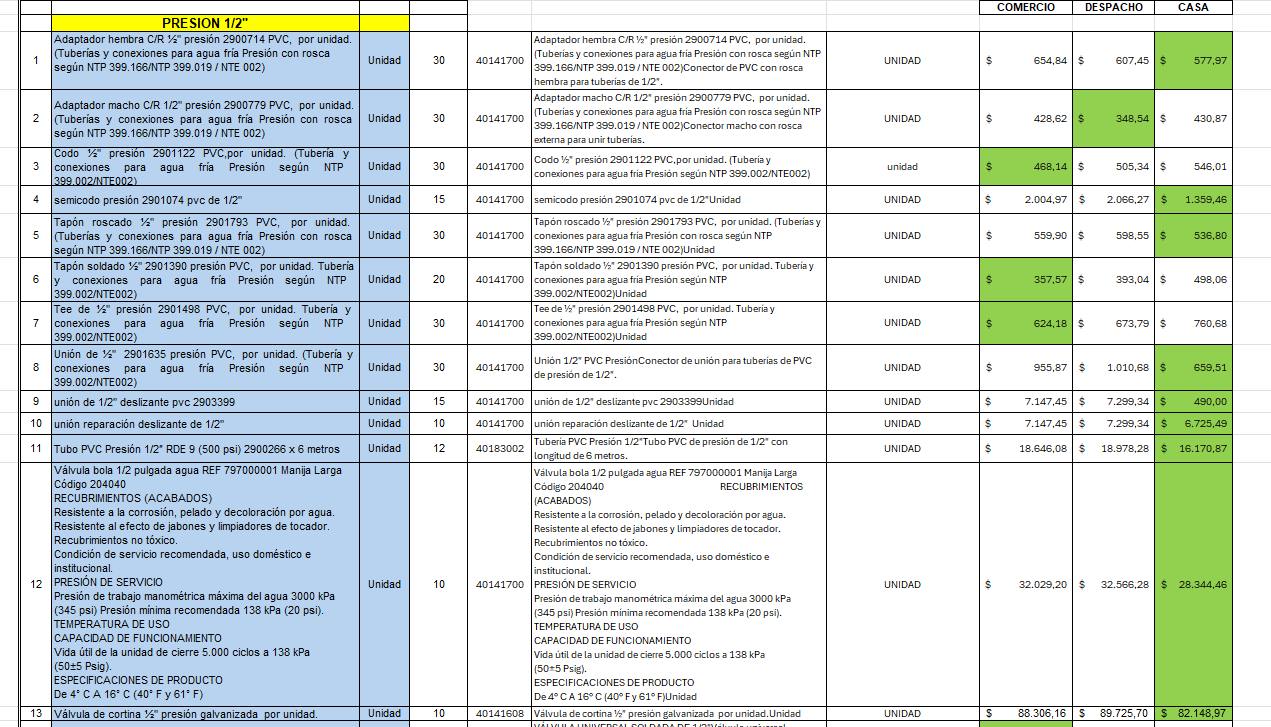 COMERCIO DESPACHO CASA
PRESION 1/2"
1 Adaptador hembra C/R ½" presión 2900714 PVC, por unidad. (Tuberías y conexiones para agua fría Presión con rosca según NTP 399.166/NTP 399.019 / NTE 002) Unidad 30 40141700 Adaptador hembra C/R ½" presión 2900714 PVC, por unidad. (Tuberías y conexiones para agua fría Presión con rosca según NTP 399.166/NTP 399.019 / NTE 002)Conector de PVC con rosca hembra para tuberías de 1/2". UNIDAD $ 654,84 $ 607,45 $ 577,97
2 Adaptador macho C/R 1/2" presión 2900779 PVC, por unidad. (Tuberías y conexiones para agua fría Presión con rosca según NTP 399.166/NTP 399.019 / NTE 002) Unidad 30 40141700 Adaptador macho C/R 1/2" presión 2900779 PVC, por unidad. (Tuberías y conexiones para agua fría Presión con rosca según NTP 399.166/NTP 399.019 / NTE 002)Conector macho con rosca externa para unir tuberías. UNIDAD $ 428,62 $ 348,54 $ 430,87
3 Codo ½" presión 2901122 PVC,por unidad. (Tubería y conexiones para agua fría Presión según NTP 399.002/NTE002) Unidad 30 40141700 Codo ½" presión 2901122 PVC,por unidad. (Tubería y conexiones para agua fría Presión según NTP 399.002/NTE002) unidad $ 468,14 $ 505,34 $ 546,01
4 semicodo presión 2901074 pvc de 1/2" Unidad 15 40141700 semicodo presión 2901074 pvc de 1/2"Unidad UNIDAD $ 2.004,97 $ 2.066,27 $ 1.359,46
5 Tapón roscado ½" presión 2901793 PVC, por unidad. (Tuberías y conexiones para agua fría Presión con rosca según NTP 399.166/NTP 399.019 / NTE 002) Unidad 30 40141700 Tapón roscado ½" presión 2901793 PVC, por unidad. (Tuberías y conexiones para agua fría Presión con rosca según NTP 399.166/NTP 399.019 / NTE 002)Unidad UNIDAD $ 559,90 $ 598,55 $ 536,80
6 Tapón soldado ½" 2901390 presión PVC, por unidad. Tubería y conexiones para agua fría Presión según NTP 399.002/NTE002) Unidad 20 40141700 Tapón soldado ½" 2901390 presión PVC, por unidad. Tubería y conexiones para agua fría Presión según NTP 399.002/NTE002)Unidad UNIDAD $ 357,57 $ 393,04 $ 498,06
7 Tee de ½" presión 2901498 PVC, por unidad. Tubería y conexiones para agua fría Presión según NTP 399.002/NTE002) Unidad 30 40141700 Tee de ½" presión 2901498 PVC, por unidad. Tubería y conexiones para agua fría Presión según NTP 399.002/NTE002)Unidad UNIDAD $ 624,18 $ 673,79 $ 760,68
8 Unión de ½" 2901635 presión PVC, por unidad. (Tubería y conexiones para agua fría Presión según NTP 399.002/NTE002) Unidad 30 40141700 Unión 1/2" PVC PresiónConector de unión para tuberías de PVC de presión de 1/2". UNIDAD $ 955,87 $ 1.010,68 $ 659,51
9 unión de 1/2" deslizante pvc 2903399 Unidad 15 40141700 unión de 1/2" deslizante pvc 2903399Unidad UNIDAD $ 7.147,45 $ 7.299,34 $ 490,00
10 unión reparación deslizante de 1/2" Unidad 10 40141700 unión reparación deslizante de 1/2" Unidad UNIDAD $ 7.147,45 $ 7.299,34 $ 6.725,49
11 Tubo PVC Presión 1/2" RDE 9 (500 psi) 2900266 x 6 metros Unidad 12 40183002 Tubería PVC Presión 1/2"Tubo PVC de presión de 1/2" con longitud de 6 metros. UNIDAD $ 18.646,08 $ 18.978,28 $ 16.170,87
12 Válvula bola 1/2 pulgada agua REF 797000001 Manija Larga
Código 204040
RECUBRIMIENTOS (ACABADOS)
Resistente a la corrosión, pelado y decoloración por agua.
Resistente al efecto de jabones y limpiadores de tocador.
Recubrimientos no tóxico.
Condición de servicio recomendada, uso doméstico e
institucional.
PRESIÓN DE SERVICIO
Presión de trabajo manométrica máxima del agua 3000 kPa
(345 psi) Presión mínima recomendada 138 kPa (20 psi).
TEMPERATURA DE USO
CAPACIDAD DE FUNCIONAMIENTO
Vida útil de la unidad de cierre 5.000 ciclos a 138 kPa
(50±5 Psig).
ESPECIFICACIONES DE PRODUCTO
De 4° C A 16° C (40° F y 61° F)
Unidad 10 40141700
Válvula bola 1/2 pulgada agua REF 797000001 Manija Larga
Código 204040 RECUBRIMIENTOS
(ACABADOS)
Resistente a la corrosión, pelado y decoloración por agua.
Resistente al efecto de jabones y limpiadores de tocador.
Recubrimientos no tóxico.
Condición de servicio recomendada, uso doméstico e
institucional.
PRESIÓN DE SERVICIO
Presión de trabajo manométrica máxima del agua 3000 kPa
(345 psi) Presión mínima recomendada 138 kPa (20 psi).
TEMPERATURA DE USO
CAPACIDAD DE FUNCIONAMIENTO
Vida útil de la unidad de cierre 5.000 ciclos a 138 kPa
(50±5 Psig).
ESPECIFICACIONES DE PRODUCTO
De 4° C A 16° C (40° F y 61° F)Unidad
UNIDAD $ 32.029,20 $ 32.566,28 $ 28.344,46
13 Válvula de cortina ½" presión galvanizada por unidad. Unidad 10 40141608 Válvula de cortina ½" presión galvanizada por unidad.Unidad UNIDAD $ 88.306,16 $ 89.725,70 $ 82.148,97